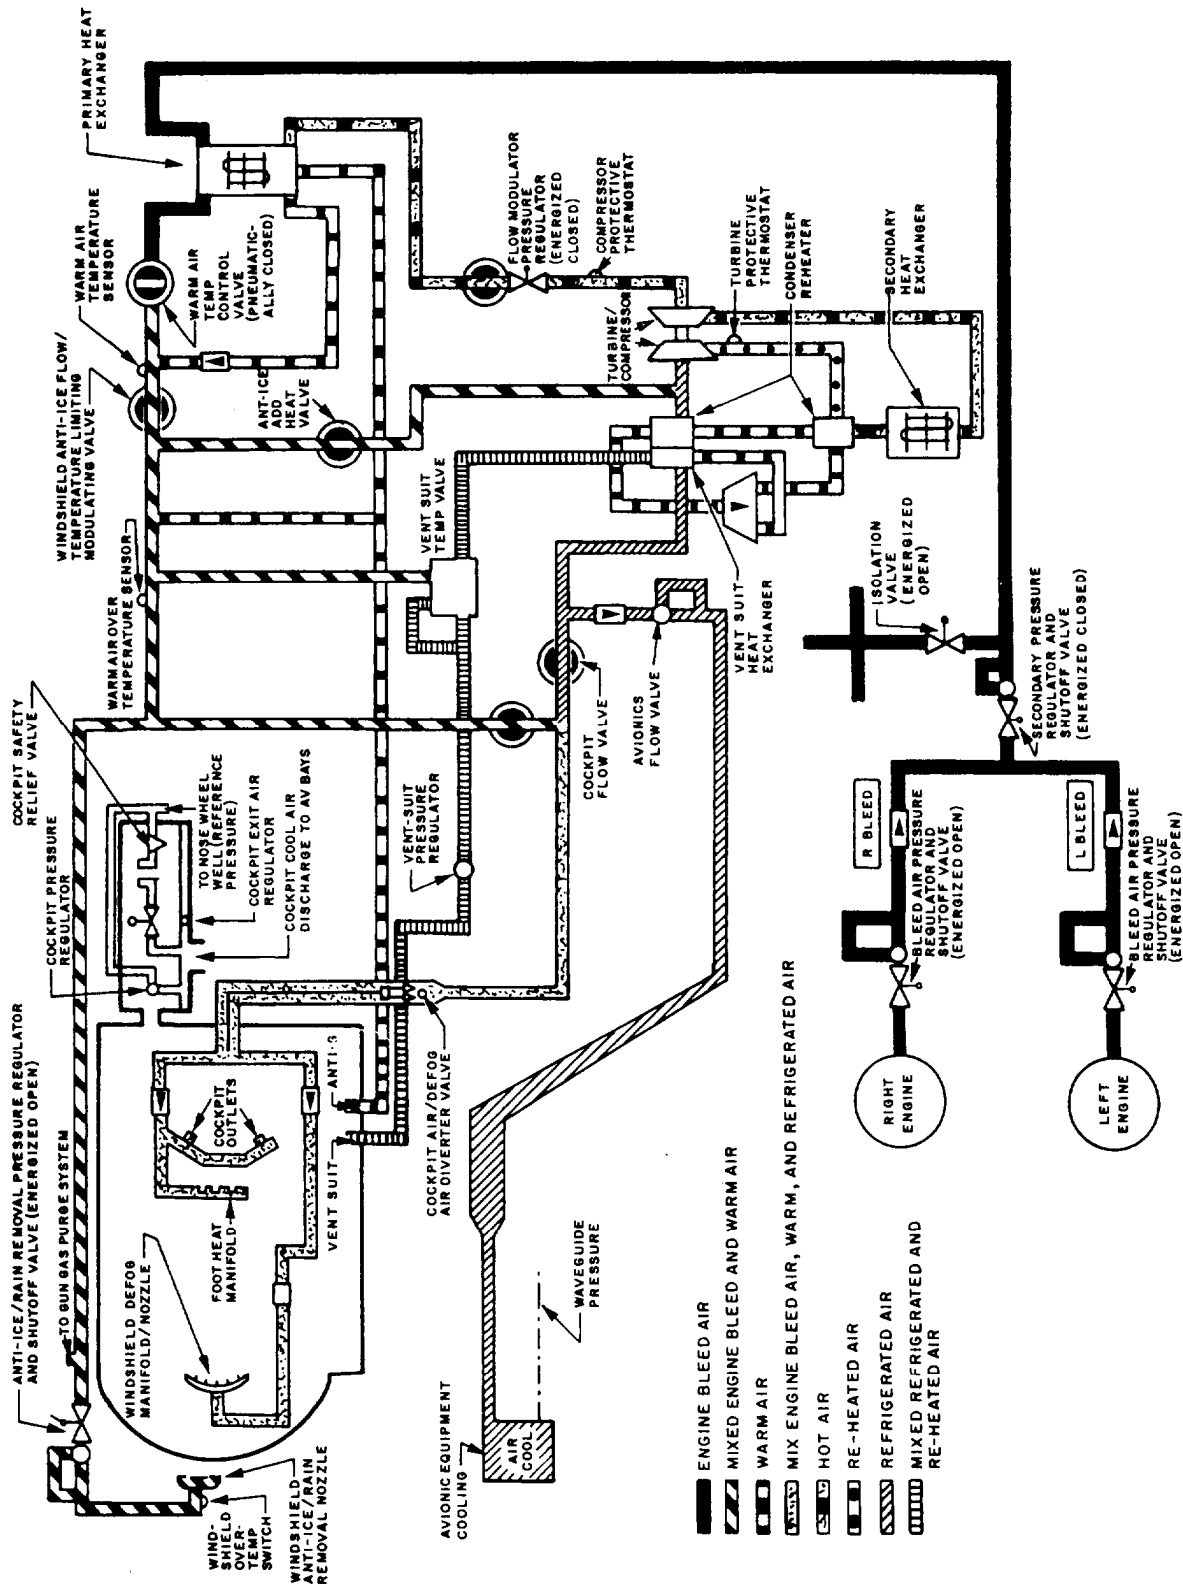 PRIMARY HEAT
EXCHANGER
WARM AIR
TEMPERATURE
SENSOR
WARM AIR
TEMP
CONTROL
VALVE
(PNEUMATIC-
ALLY CLOSED)
WINDSHIELD ANTI-ICE FLOW/
TEMPERATURE LIMITING
MODULATING VALVE
ANT-ICE
ADD
HEAT
VALVE
FLOW MODULATOR
PRESSURE
REGULATOR
(ENERGIZED
CLOSED)
COMPRESSOR
PROTECTIVE
THERMOSTAT
TURBINE/
COMPRESSOR
TURBINE
PROTECTIVE
THERMOSTAT
CONDENSER
REHEATER
SECONDARY
HEAT
EXCHANGER
WARMAIROVER
TEMPERATURE SENSOR
VENT SUIT
TEMP VALVE
VENT SUIT
HEAT
EXCHANGER
ISOLATION
VALVE
(ENERGIZED
OPEN)
COCKPIT SAFETY
RELIEF VALVE
COCKPIT PRESSURE
REGULATOR
TO NOSE WHEEL
WELL (REFERENCE
PRESSURE)
COCKPIT EXIT AIR
REGULATOR
COCKPIT COOL AIR
DISCHARGE TO AV BAYS
VENT-SUIT
PRESSURE
REGULATOR
COCKPIT
FLOW VALVE
AVIONICS
FLOW VALVE
SECONDARY PRESSURE
REGULATOR AND
SHUTOFF VALVE
(ENERGIZED CLOSED)
ANTI-ICE/RAIN REMOVAL PRESSURE REGULATOR
AND SHUTOFF VALVE (ENERGIZED OPEN)
TO GUN GAS PURGE SYSTEM
WINDSHIELD DEFOG
MANIFOLD/NOZZLE
COCKPIT
OUTLETS
FOOT HEAT
MANIFOLD
VENT SUIT
ANTI-G
COCKPIT AIR/DEFOG
AIR DIVERTER VALVE
R BLEED
BLEED AIR PRESSURE
REGULATOR AND
SHUTOFF VALVE
(ENERGIZED OPEN)
L BLEED
BLEED AIR PRESSURE
REGULATOR AND
SHUTOFF VALVE
(ENERGIZED OPEN)
RIGHT
ENGINE
LEFT
ENGINE
WIND-
SHIELD
OVER-
TEMP
SWITCH
WINDSHIELD
ANTI-ICE/RAIN
REMOVAL NOZZLE
AVIONIC EQUIPMENT
COOLING
AIR
COOL
WAVEGUIDE
PRESSURE
ENGINE BLEED AIR
MIXED ENGINE BLEED AND WARM AIR
WARM AIR
MIX ENGINE BLEED AIR, WARM, AND REFRIGERATED AIR
HOT AIR
RE-HEATED AIR
REFRIGERATED AIR
MIXED REFRIGERATED AND
RE-HEATED AIR